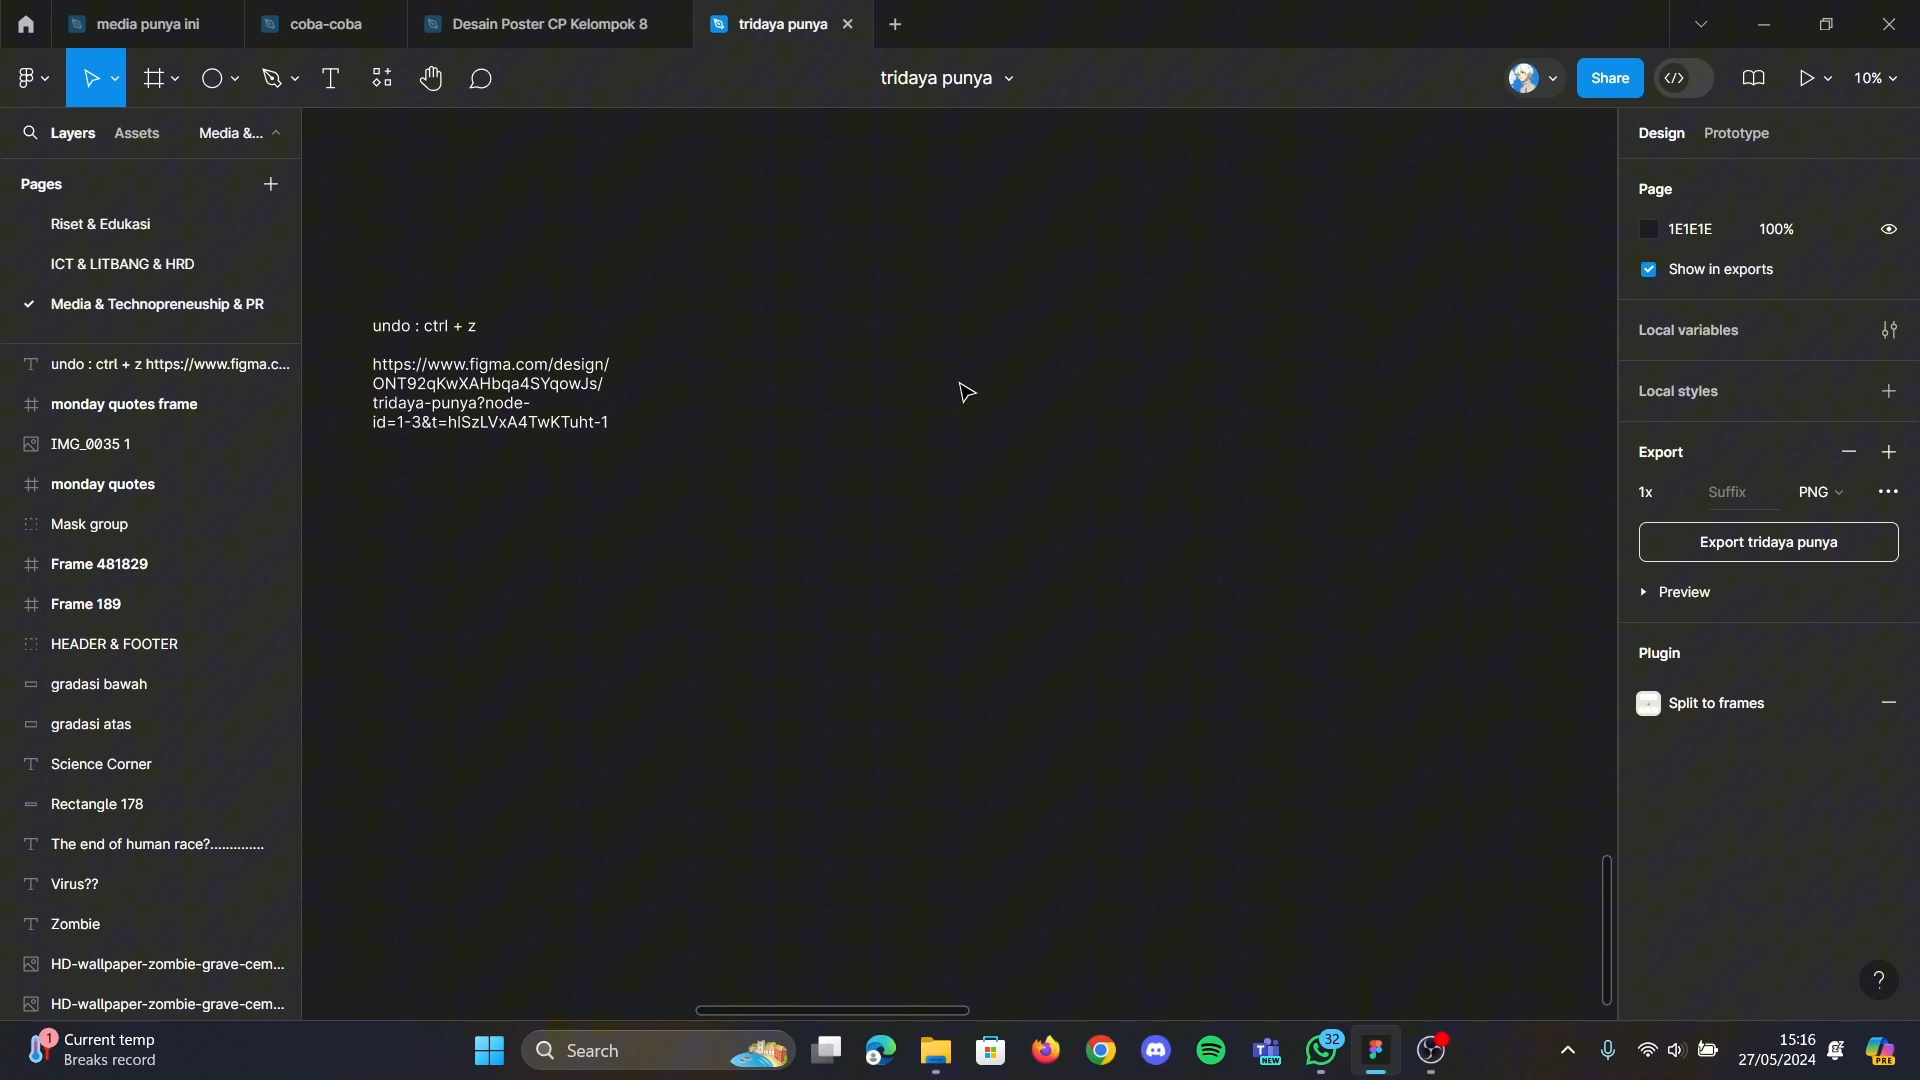 media punya ini
coba-coba
Desain Poster CP Kelompok 8
tridaya punya
tridaya punya
Share
10%
Layers
Assets
Media &...
Pages
Riset & Edukasi
ICT & LITBANG & HRD
Media & Technopreneuship & PR
undo : ctrl + z https://www.figma.c...
monday quotes frame
IMG_0035 1
monday quotes
Mask group
Frame 481829
Frame 189
HEADER & FOOTER
gradasi bawah
gradasi atas
Science Corner
Rectangle 178
The end of human race?..............
Virus??
Zombie
HD-wallpaper-zombie-grave-cem...
HD-wallpaper-zombie-grave-cem...
undo : ctrl + z
https://www.figma.com/design/
ONT92qKwXAHbqa4SYqowJs/
tridaya-punya?node-
id=1-3&t=hlSzLVxA4TwKTuht-1
Design
Prototype
Page
1E1E1E
100%
Show in exports
Local variables
Local styles
Export
1x
Suffix
PNG
Export tridaya punya
Preview
Plugin
Split to frames
?
1
Current temp
Breaks record
Search
NEW
32
15:16
27/05/2024
PRE